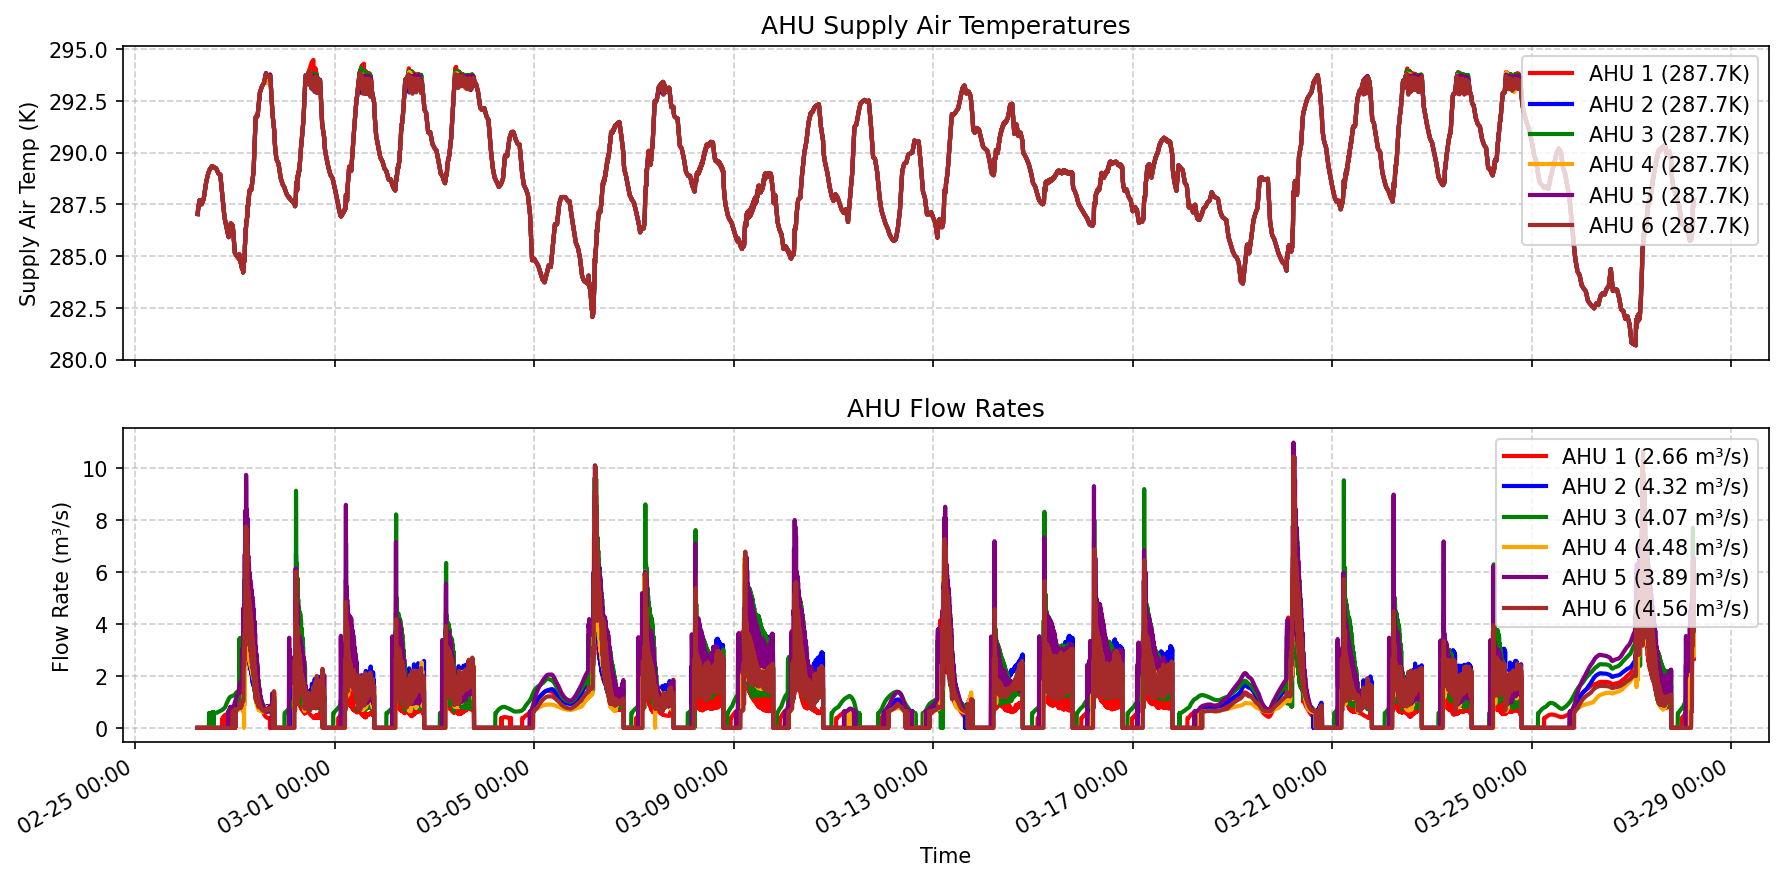 AHU Supply Air Temperatures
Supply Air Temp (K)
295.0
292.5
290.0
287.5
285.0
282.5
280.0
AHU 1 (287.7K)
AHU 2 (287.7K)
AHU 3 (287.7K)
AHU 4 (287.7K)
AHU 5 (287.7K)
AHU 6 (287.7K)
AHU Flow Rates
Flow Rate (m³/s)
10
8
6
4
2
0
AHU 1 (2.66 m³/s)
AHU 2 (4.32 m³/s)
AHU 3 (4.07 m³/s)
AHU 4 (4.48 m³/s)
AHU 5 (3.89 m³/s)
AHU 6 (4.56 m³/s)
02-25 00:00
03-01 00:00
03-05 00:00
03-09 00:00
03-13 00:00
03-17 00:00
03-21 00:00
03-25 00:00
03-29 00:00
Time